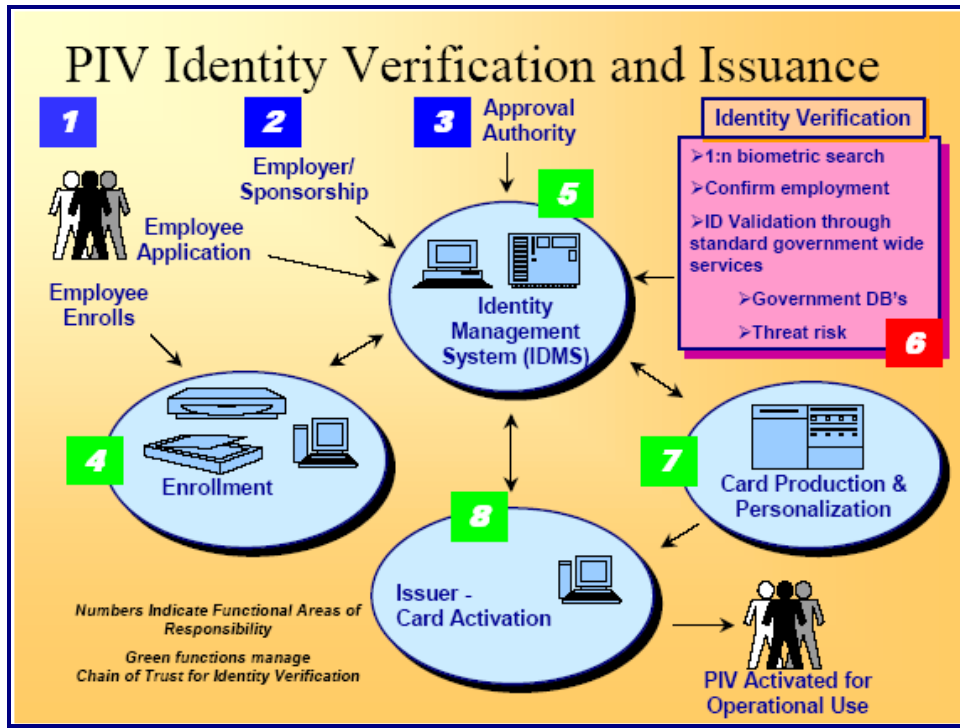 PIV Identity Verification and Issuance
1
2
3
Approval
Authority
Employer/
Sponsorship
Employee
Application
Employee
Enrolls
Identity Verification
➢1:n biometric search
➢Confirm employment
➢ID Validation through
standard government wide
services
➢Government DB's
➢Threat risk
6
5
Identity
Management
System (IDMS)
4
Enrollment
7
Card Production &
Personalization
8
Issuer -
Card Activation
Numbers Indicate Functional Areas of
Responsibility
Green functions manage
Chain of Trust for Identity Verification
PIV Activated for
Operational Use